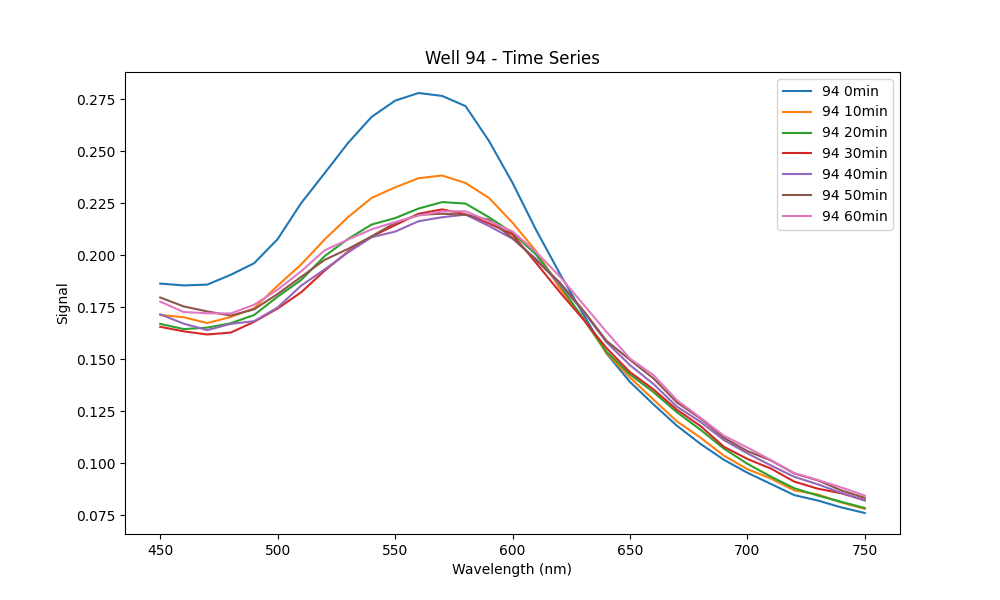 Well 94 - Time Series
Signal
0.275
0.250
0.225
0.200
0.175
0.150
0.125
0.100
0.075
94 0min
94 10min
94 20min
94 30min
94 40min
94 50min
94 60min
450 500 550 600 650 700 750
Wavelength (nm)